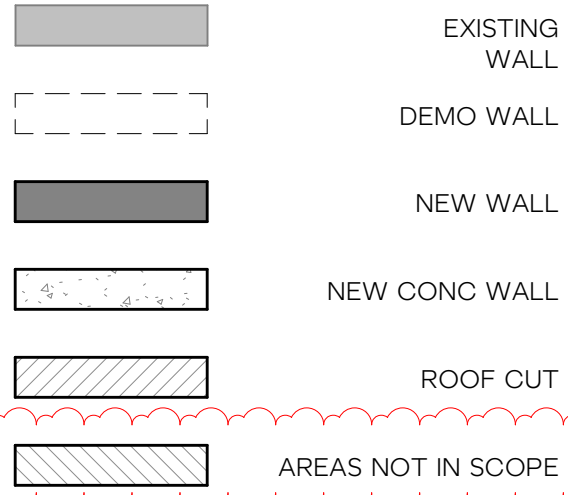 EXISTING
WALL
DEMO WALL
NEW WALL
NEW CONC WALL
ROOF CUT
AREAS NOT IN SCOPE